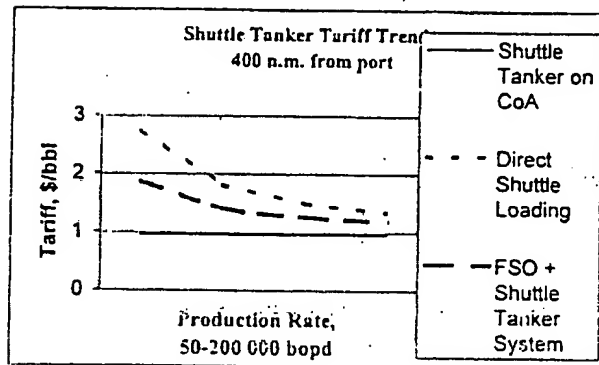 Shuttle Tanker Tariff Trend
400 n.m. from port
Tariff, $/bbl
3
2
1
0
Production Rate,
50-200 000 bopd
Shuttle
Tanker on
CoA
Direct
Shuttle
Loading
FSO +
Shuttle
Tanker
System